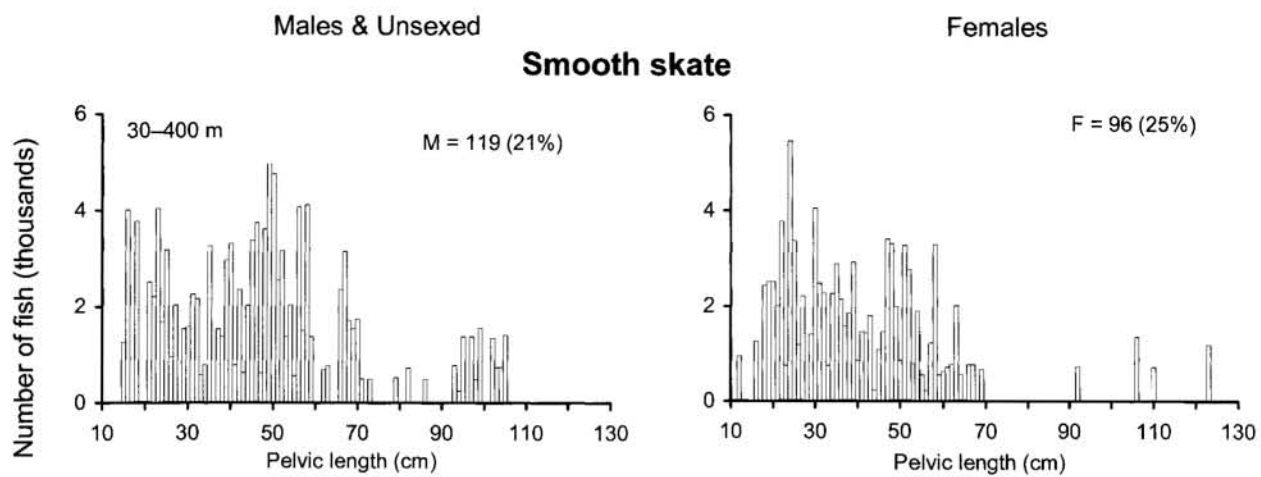 Males & Unsexed
Females
Smooth skate
Number of fish (thousands)
6
4
2
0
30–400 m
M = 119 (21%)
10 30 50 70 90 110 130
Pelvic length (cm)
6
4
2
0
F = 96 (25%)
10 30 50 70 90 110 130
Pelvic length (cm)